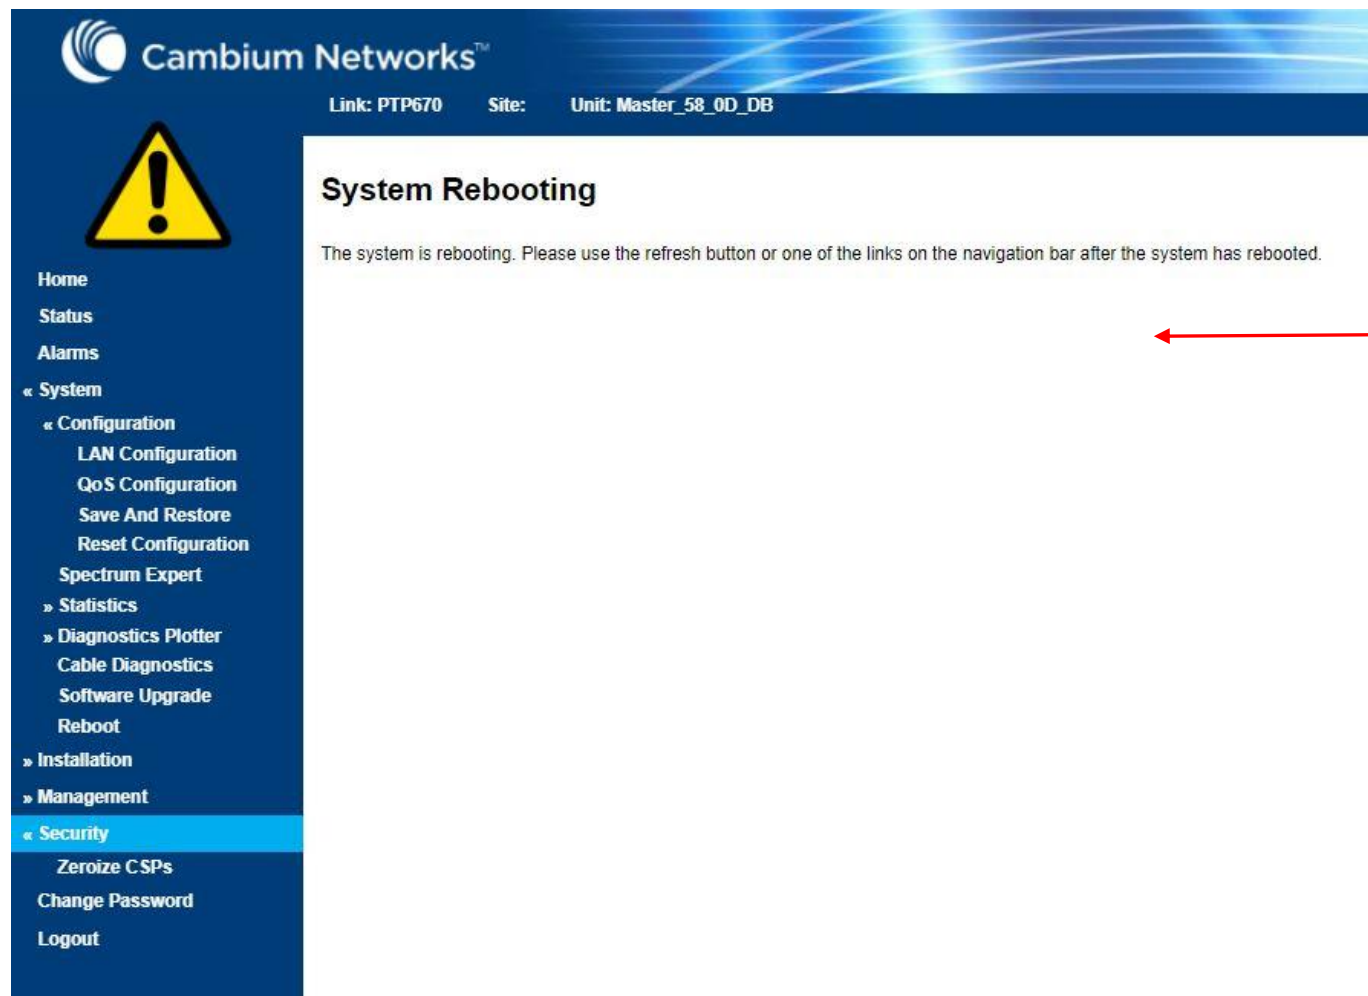 Cambium Networks™
Link: PTP670 Site: Unit: Master_58_0D_DB
System Rebooting
The system is rebooting. Please use the refresh button or one of the links on the navigation bar after the system has rebooted.
Home
Status
Alarms
« System
« Configuration
LAN Configuration
QoS Configuration
Save And Restore
Reset Configuration
Spectrum Expert
» Statistics
» Diagnostics Plotter
Cable Diagnostics
Software Upgrade
Reboot
» Installation
» Management
« Security
Zeroize CSPs
Change Password
Logout